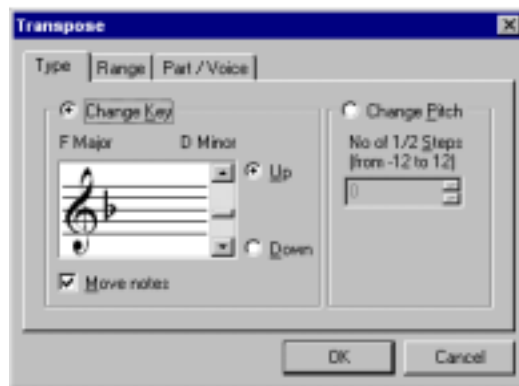 Transpose
Type Range Part / Voice
Change Key
Change Pitch
F Major D Minor
Up
Down
Move notes
No of 1/2 Steps
(from -12 to 12)
0
OK Cancel